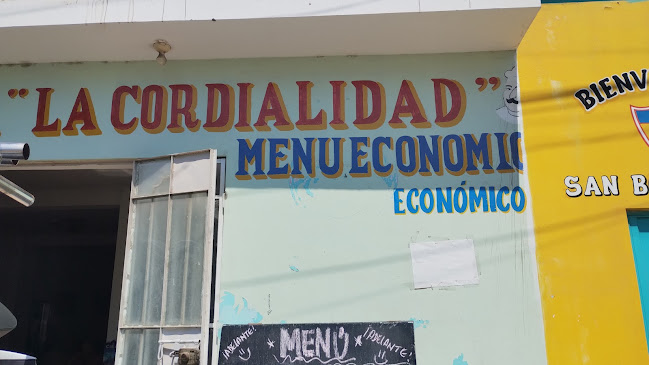 "LA CORDIALIDAD"
MENU ECONOMIC
ECONÓMICO
¡ADELANTE! MENÚ ¡ADELANTE!
BIENV
SAN B